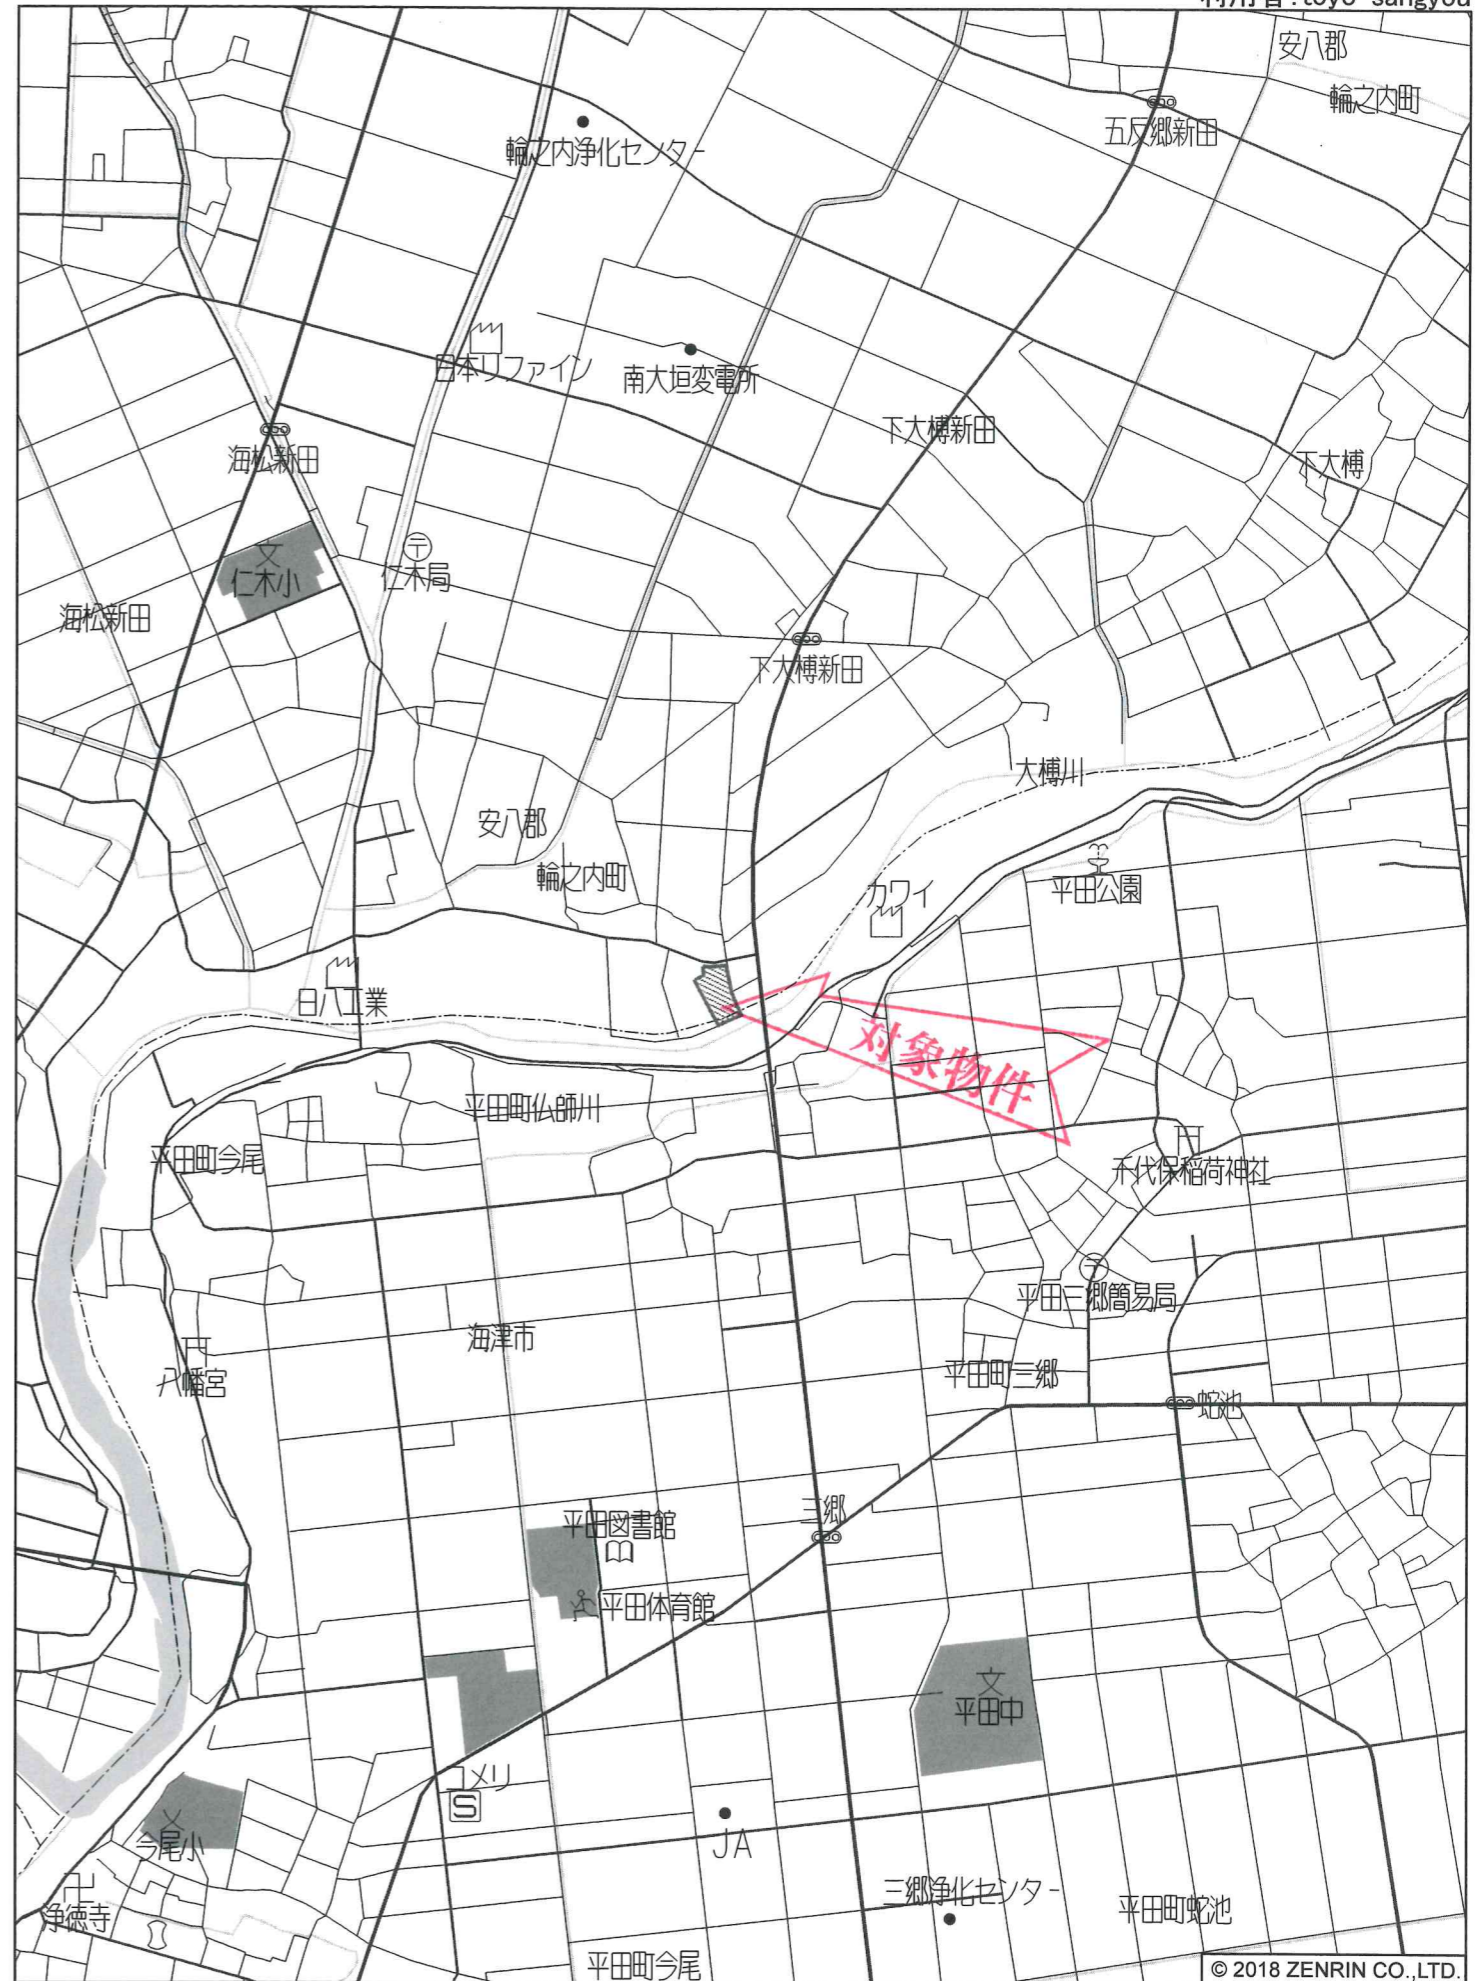 利用者:toyo-sangyou
安八郡
輪之内町
五反郷新田
輪之内浄化センター
日本リファイン
南大垣変電所
下大榑新田
海松新田
下大榑
仁木小
仁木局
海松新田
下大榑新田
大榑川
安八郡
輪之内町
カワイ
平田公園
日八工業
対象物件
平田町仏師川
平田町今尾
千代保稲荷神社
平田三郷簡易局
海津市
八幡宮
平田町三郷
蛇池
三郷
平田図書館
平田体育館
平田中
コメリ
S
JA
今尾小
三郷浄化センター
浄徳寺
平田町蛇池
平田町今尾
© 2018 ZENRIN CO.,LTD.